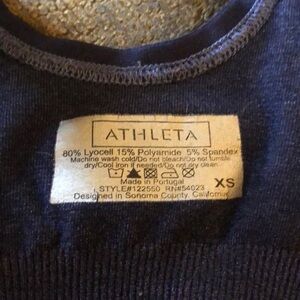 ATHLETA
80% Lyocell 15% Polyamide 5% Spandex
Machine wash cold/Do not bleach/Do not tumble
dry/Cool iron if needed/Do not dry clean.
Made in Portugal
STYLE#122550 RN#54023
Designed in Sonoma County, California
XS